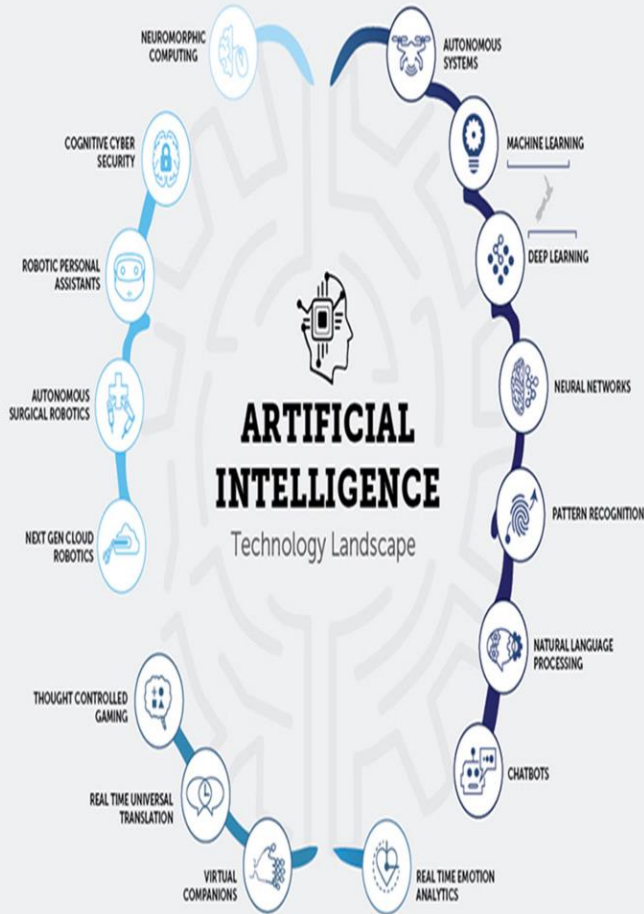 NEUROMORPHIC
COMPUTING
AUTONOMOUS
SYSTEMS
COGNITIVE CYBER
SECURITY
MACHINE LEARNING
ROBOTIC PERSONAL
ASSISTANTS
DEEP LEARNING
AUTONOMOUS
SURGICAL ROBOTICS
NEURAL NETWORKS
ARTIFICIAL
INTELLIGENCE
Technology Landscape
NEXT GEN CLOUD
ROBOTICS
PATTERN RECOGNITION
NATURAL LANGUAGE
PROCESSING
THOUGHT CONTROLLED
GAMING
CHATBOTS
REAL TIME UNIVERSAL
TRANSLATION
VIRTUAL
COMPANIONS
REAL TIME EMOTION
ANALYTICS